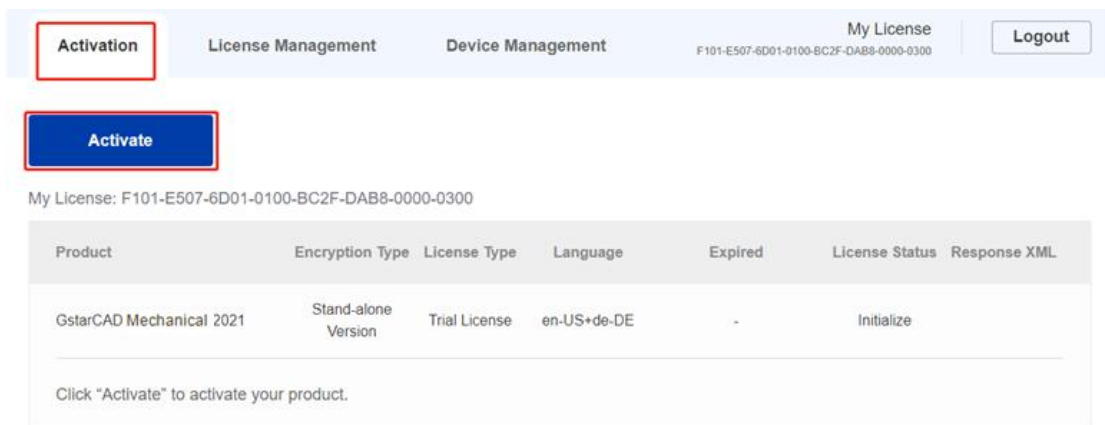 Activation License Management Device Management My License Logout
F101-E507-6D01-0100-BC2F-DAB8-0000-0300
Activate
My License: F101-E507-6D01-0100-BC2F-DAB8-0000-0300
Product Encryption Type License Type Language Expired License Status Response XML
GstarCAD Mechanical 2021 Stand-alone Version Trial License en-US+de-DE - Initialize
Click “Activate” to activate your product.